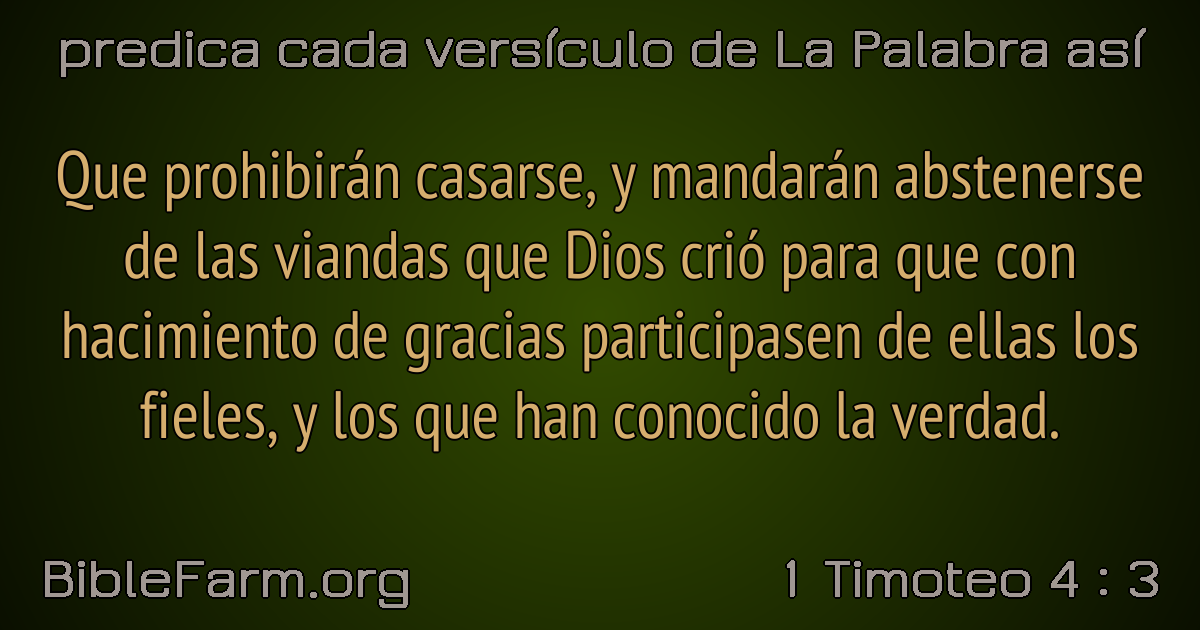 predica cada versículo de La Palabra así
Que prohibirán casarse, y mandarán abstenerse
de las viandas que Dios crió para que con
hacimiento de gracias participasen de ellas los
fieles, y los que han conocido la verdad.
BibleFarm.org
1 Timoteo 4 : 3